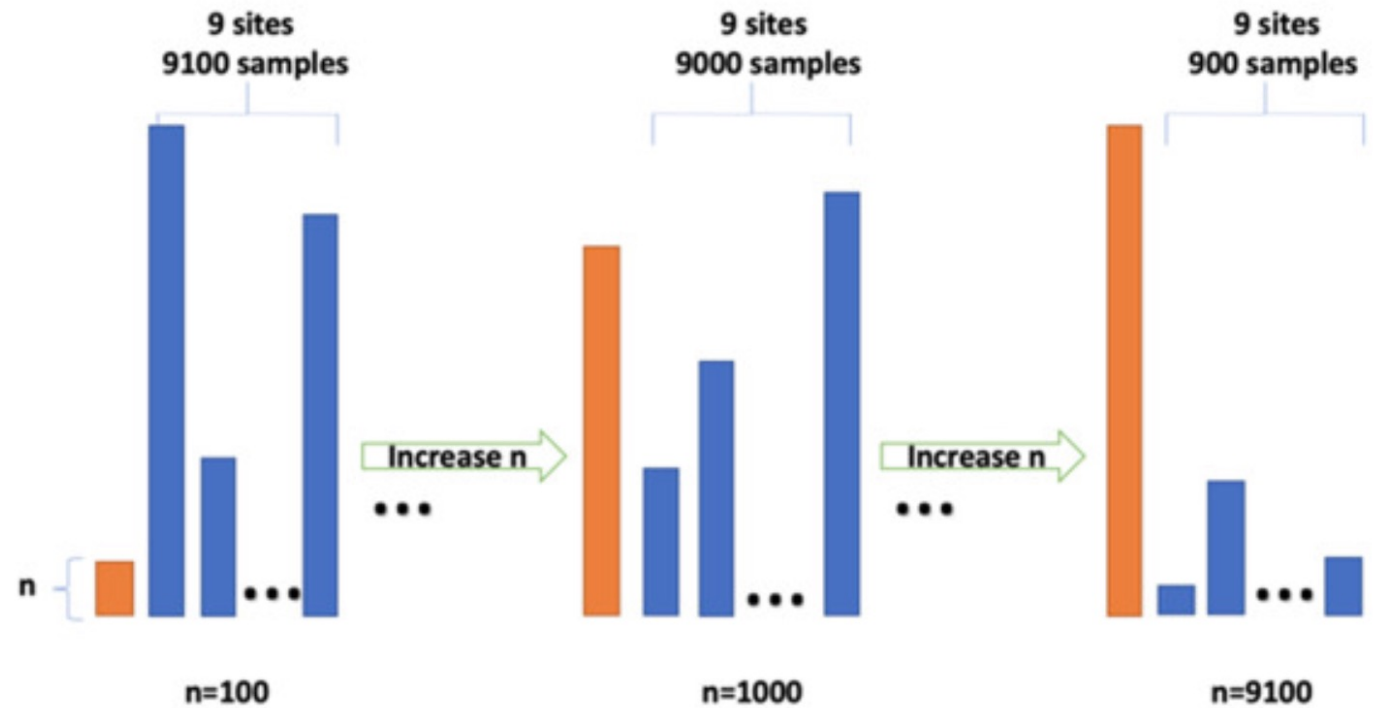 9 sites
9100 samples
9 sites
9000 samples
9 sites
900 samples
Increase n
•••
Increase n
•••
n
•••
•••
•••
n=100
n=1000
n=9100